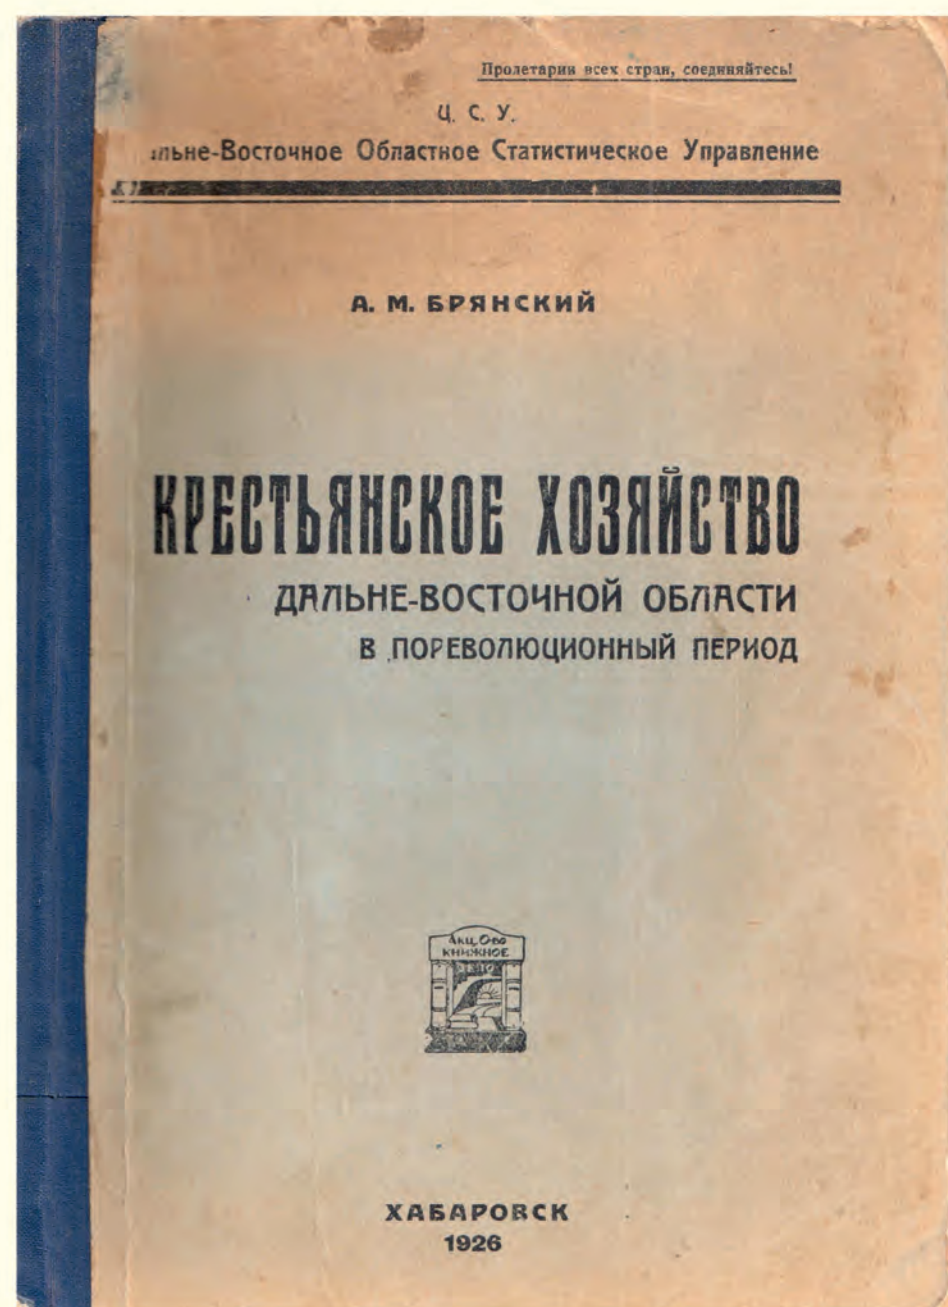 Пролетарии всех стран, соединяйтесь!
Ц. С. У.
льне-Восточное Областное Статистическое Управление
А. М. БРЯНСКИЙ
КРЕСТЬЯНСКОЕ ХОЗЯЙСТВО
ДАЛЬНЕ-ВОСТОЧНОЙ ОБЛАСТИ
В ПОРЕВОЛЮЦИОННЫЙ ПЕРИОД
Акц. О-во
КНИЖНОЕ
ХАБАРОВСК
1926